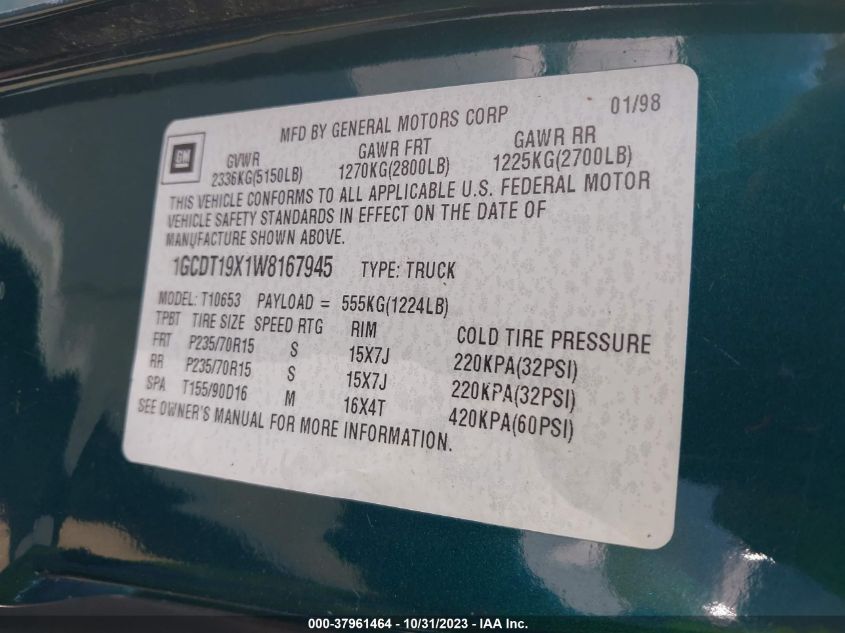 MFD BY GENERAL MOTORS CORP 01/98
GM
GVWR GAWR FRT GAWR RR
2336KG(5150LB) 1270KG(2800LB) 1225KG(2700LB)
THIS VEHICLE CONFORMS TO ALL APPLICABLE U.S. FEDERAL MOTOR
VEHICLE SAFETY STANDARDS IN EFFECT ON THE DATE OF
MANUFACTURE SHOWN ABOVE.
1GCDT19X1W8167945 TYPE: TRUCK
MODEL: T10653 PAYLOAD = 555KG(1224LB)
TPBT TIRE SIZE SPEED RTG RIM COLD TIRE PRESSURE
FRT P235/70R15 S 15X7J 220KPA(32PSI)
RR P235/70R15 S 15X7J 220KPA(32PSI)
SPA T155/90D16 M 16X4T 420KPA(60PSI)
SEE OWNER'S MANUAL FOR MORE INFORMATION.
000-37961464 - 10/31/2023 - IAA Inc.